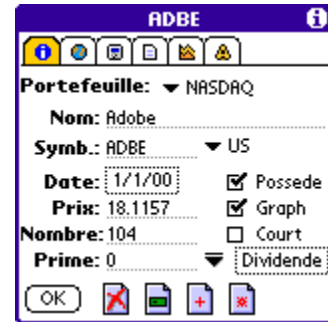 ADBE
Portefeuille: NASDAQ
Nom: Adobe
Symb.: ADBE US
Date: 1/1/00 Possede
Prix: 18.1157 Graph
Nombre: 104 Court
Prime: 0 Dividende
OK